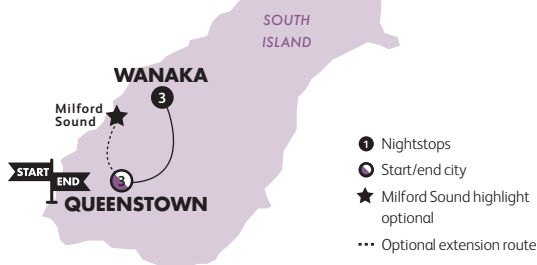 SOUTH
ISLAND
WANAKA
3
Milford
Sound
START
END
3
QUEENSTOWN
1 Nightstops
Start/end city
Milford Sound highlight
optional
Optional extension route